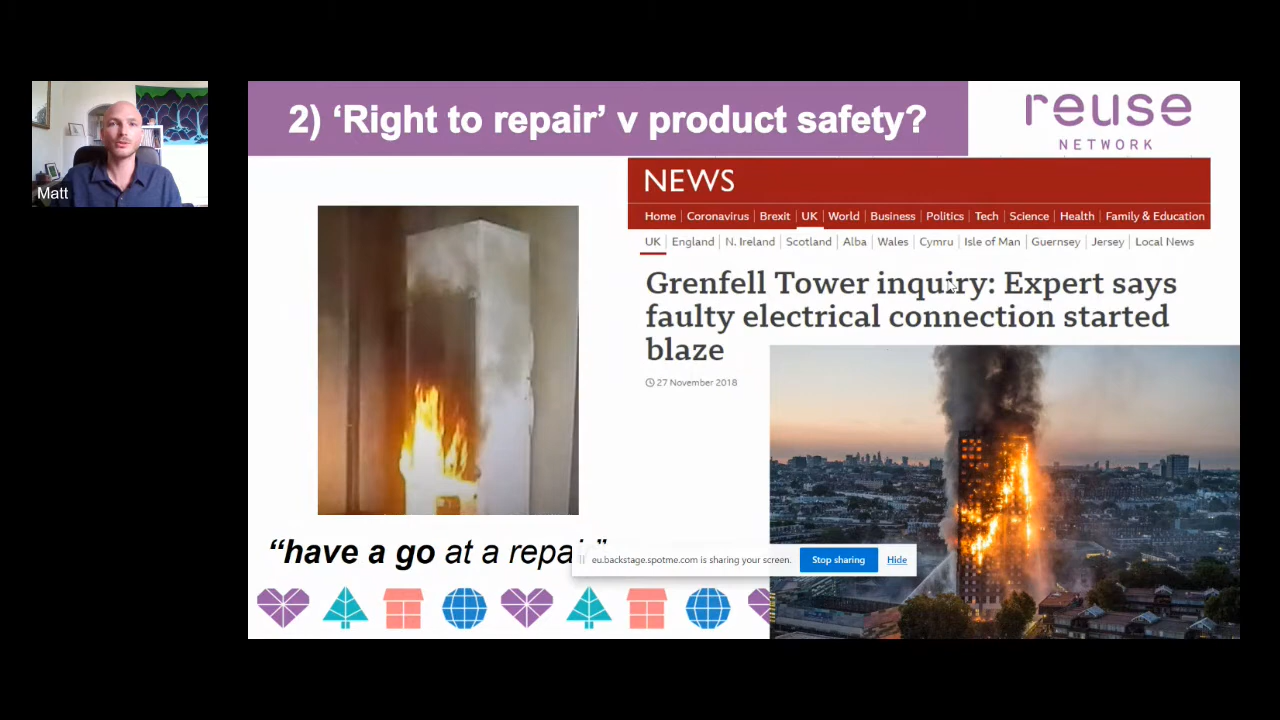 2) ‘Right to repair’ v product safety?
reuse
NETWORK
Matt
NEWS
Home | Coronavirus | Brexit | UK | World | Business | Politics | Tech | Science | Health | Family & Education
UK | England | N. Ireland | Scotland | Alba | Wales | Cymru | Isle of Man | Guernsey | Jersey | Local News
Grenfell Tower inquiry: Expert says
faulty electrical connection started
blaze
27 November 2018
“have a go at a repair”
eu.backstage.spotme.com is sharing your screen.
Stop sharing
Hide